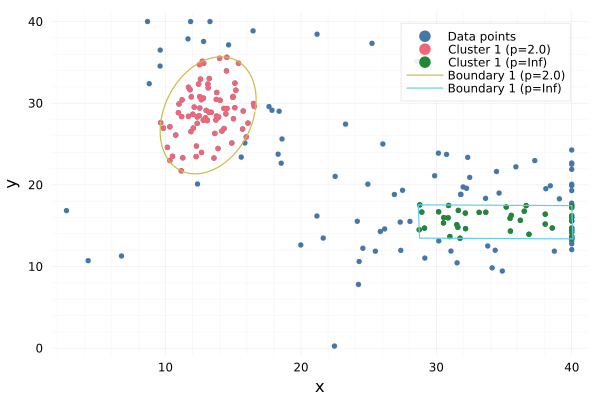 40
30
20
10
0
y
10
20
30
40
x
Data points
Cluster 1 (p=2.0)
Cluster 1 (p=Inf)
Boundary 1 (p=2.0)
Boundary 1 (p=Inf)